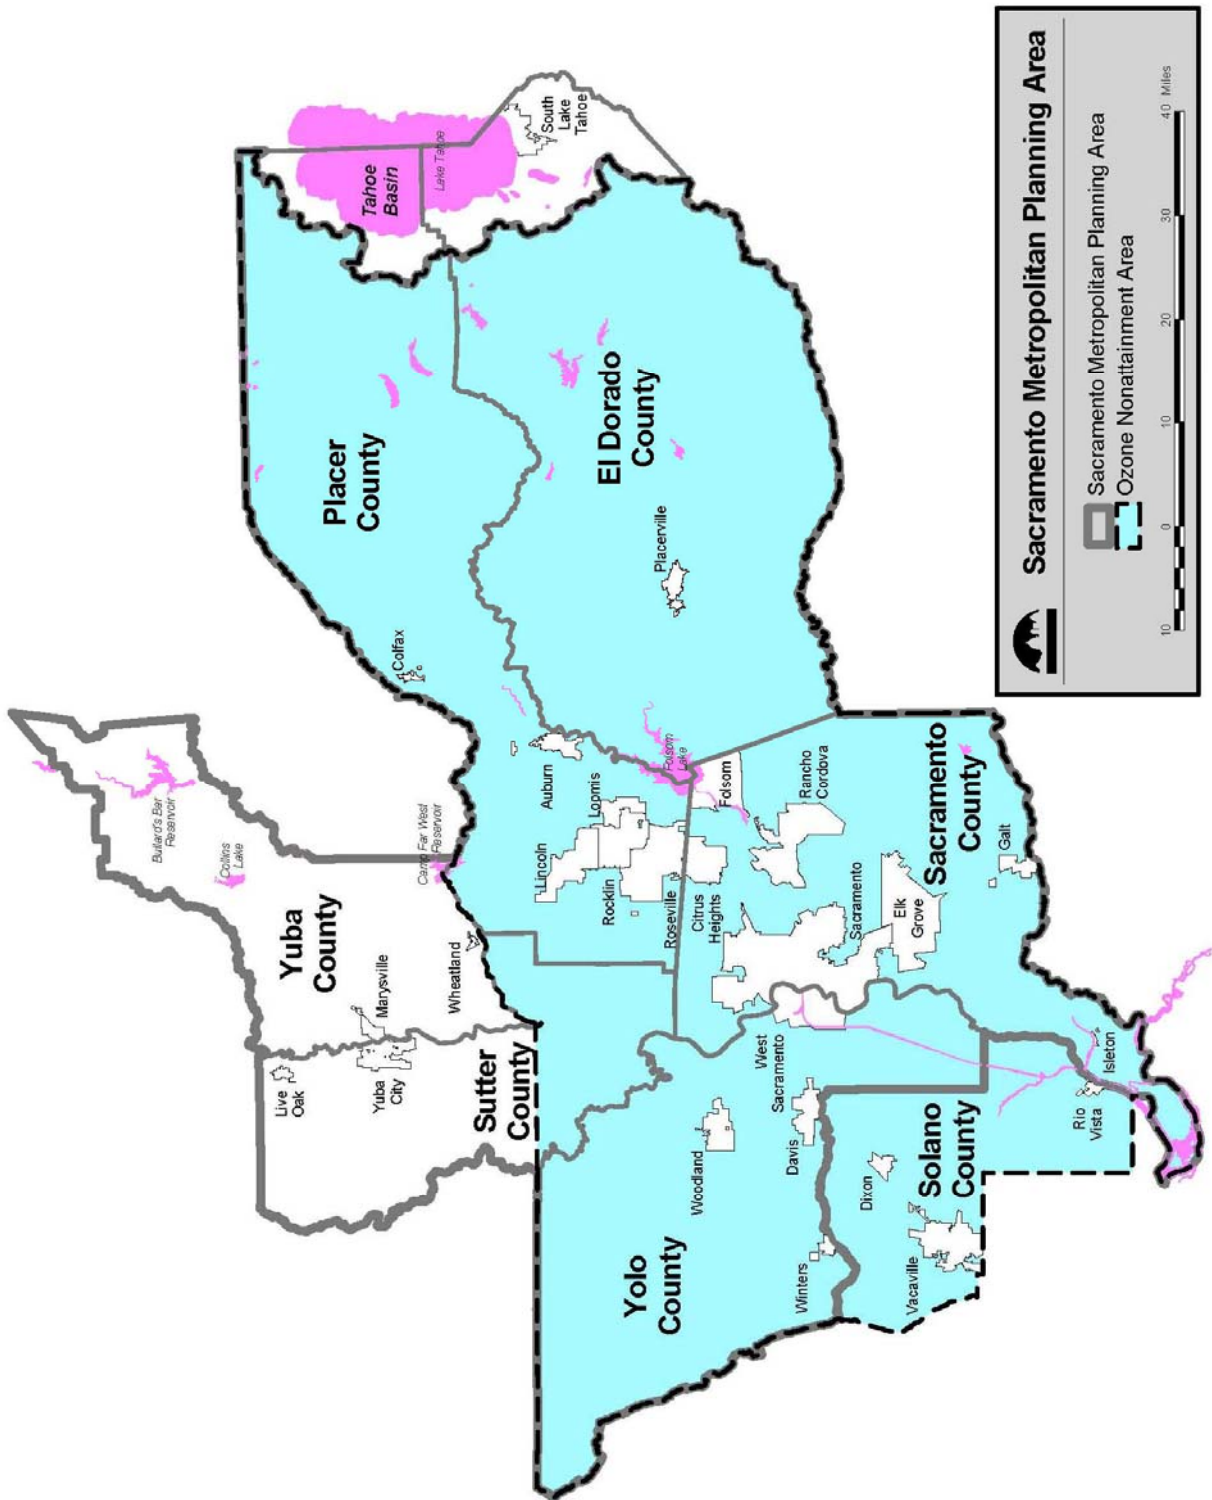 Sacramento Metropolitan Planning Area
Sacramento Metropolitan Planning Area
Ozone Nonattainment Area
10 0 10 20 30 40 Miles
Bullard's Bar
Reservoir
Collins
Lake
Camp Far West
Reservoir
Yuba
County
Marysville
Wheatland
Live
Oak
Yuba
City
Sutter
County
Placer
County
Colfax
Auburn
Loomis
Lincoln
Rocklin
Roseville
Tahoe
Basin
Lake Tahoe
South
Lake
Tahoe
El Dorado
County
Placerville
Folsom
Lake
Folsom
Rancho
Cordova
Citrus
Heights
Sacramento
Elk
Grove
Sacramento
County
Galt
Isleton
Yolo
County
Woodland
West
Sacramento
Davis
Winters
Solano
County
Dixon
Vacaville
Rio
Vista